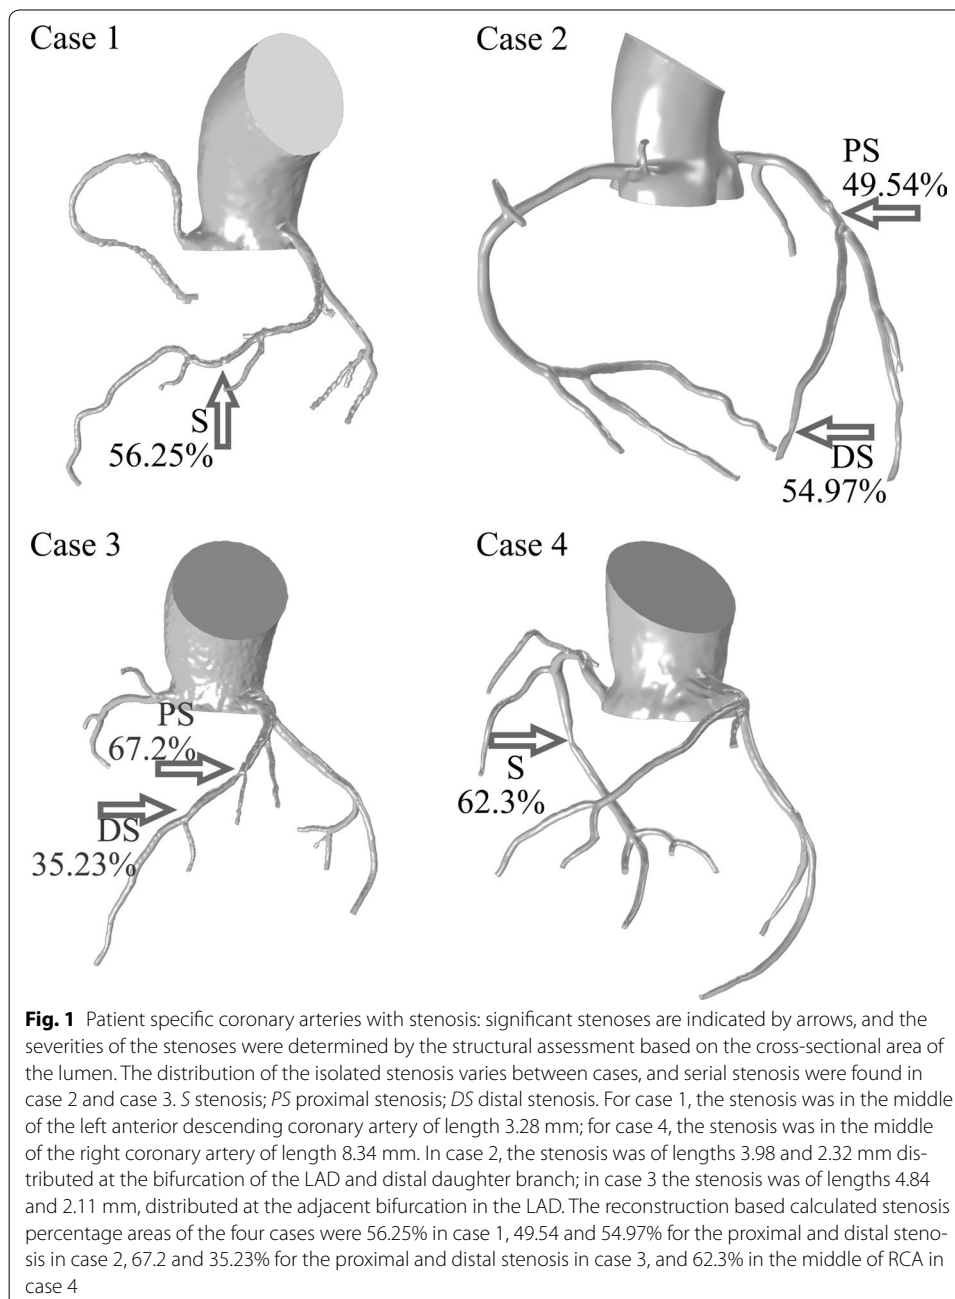 Case 1
Case 2
PS
49.54%
S
56.25%
DS
54.97%
Case 3
Case 4
PS
67.2%
DS
35.23%
S
62.3%
Fig. 1 Patient specific coronary arteries with stenosis: significant stenoses are indicated by arrows, and the
severities of the stenoses were determined by the structural assessment based on the cross-sectional area of
the lumen. The distribution of the isolated stenosis varies between cases, and serial stenosis were found in
case 2 and case 3. S stenosis; PS proximal stenosis; DS distal stenosis. For case 1, the stenosis was in the middle
of the left anterior descending coronary artery of length 3.28 mm; for case 4, the stenosis was in the middle
of the right coronary artery of length 8.34 mm. In case 2, the stenosis was of lengths 3.98 and 2.32 mm dis-
tributed at the bifurcation of the LAD and distal daughter branch; in case 3 the stenosis was of lengths 4.84
and 2.11 mm, distributed at the adjacent bifurcation in the LAD. The reconstruction based calculated stenosis
percentage areas of the four cases were 56.25% in case 1, 49.54 and 54.97% for the proximal and distal steno-
sis in case 2, 67.2 and 35.23% for the proximal and distal stenosis in case 3, and 62.3% in the middle of RCA in
case 4